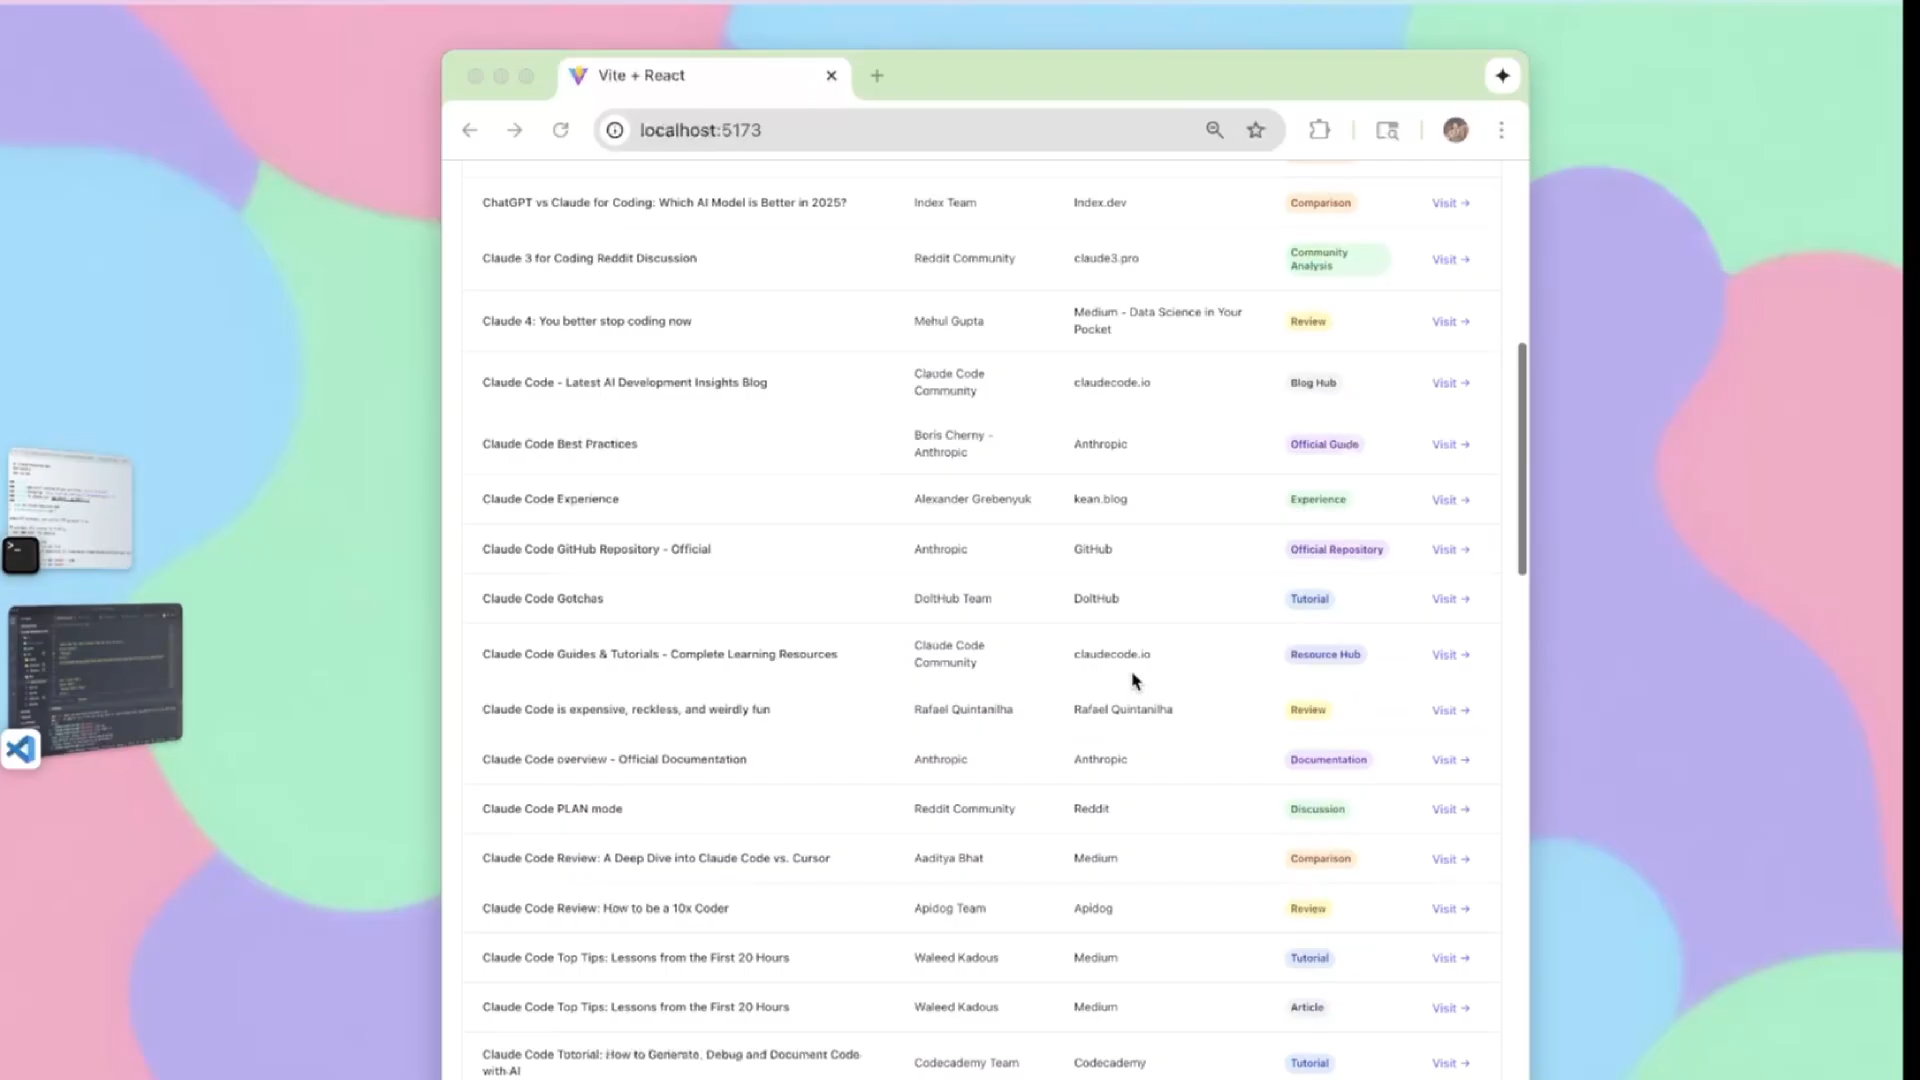 Vite + React
localhost:5173
ChatGPT vs Claude for Coding: Which AI Model is Better in 2025? Index Team Index.dev Comparison Visit →
Claude 3 for Coding Reddit Discussion Reddit Community claude3.pro Community Analysis Visit →
Claude 4: You better stop coding now Mehul Gupta Medium - Data Science in Your Pocket Review Visit →
Claude Code - Latest AI Development Insights Blog Claude Code Community claudecode.io Blog Hub Visit →
Claude Code Best Practices Boris Cherny - Anthropic Anthropic Official Guide Visit →
Claude Code Experience Alexander Grebenyuk kean.blog Experience Visit →
Claude Code GitHub Repository - Official Anthropic GitHub Official Repository Visit →
Claude Code Gotchas DoltHub Team DoltHub Tutorial Visit →
Claude Code Guides & Tutorials - Complete Learning Resources Claude Code Community claudecode.io Resource Hub Visit →
Claude Code is expensive, reckless, and weirdly fun Rafael Quintanilha Rafael Quintanilha Review Visit →
Claude Code overview - Official Documentation Anthropic Anthropic Documentation Visit →
Claude Code PLAN mode Reddit Community Reddit Discussion Visit →
Claude Code Review: A Deep Dive into Claude Code vs. Cursor Aaditya Bhat Medium Comparison Visit →
Claude Code Review: How to be a 10x Coder Apidog Team Apidog Review Visit →
Claude Code Top Tips: Lessons from the First 20 Hours Waleed Kadous Medium Tutorial Visit →
Claude Code Top Tips: Lessons from the First 20 Hours Waleed Kadous Medium Article Visit →
Claude Code Tutorial: How to Generate, Debug and Document Code with AI Codecademy Team Codecademy Tutorial Visit →